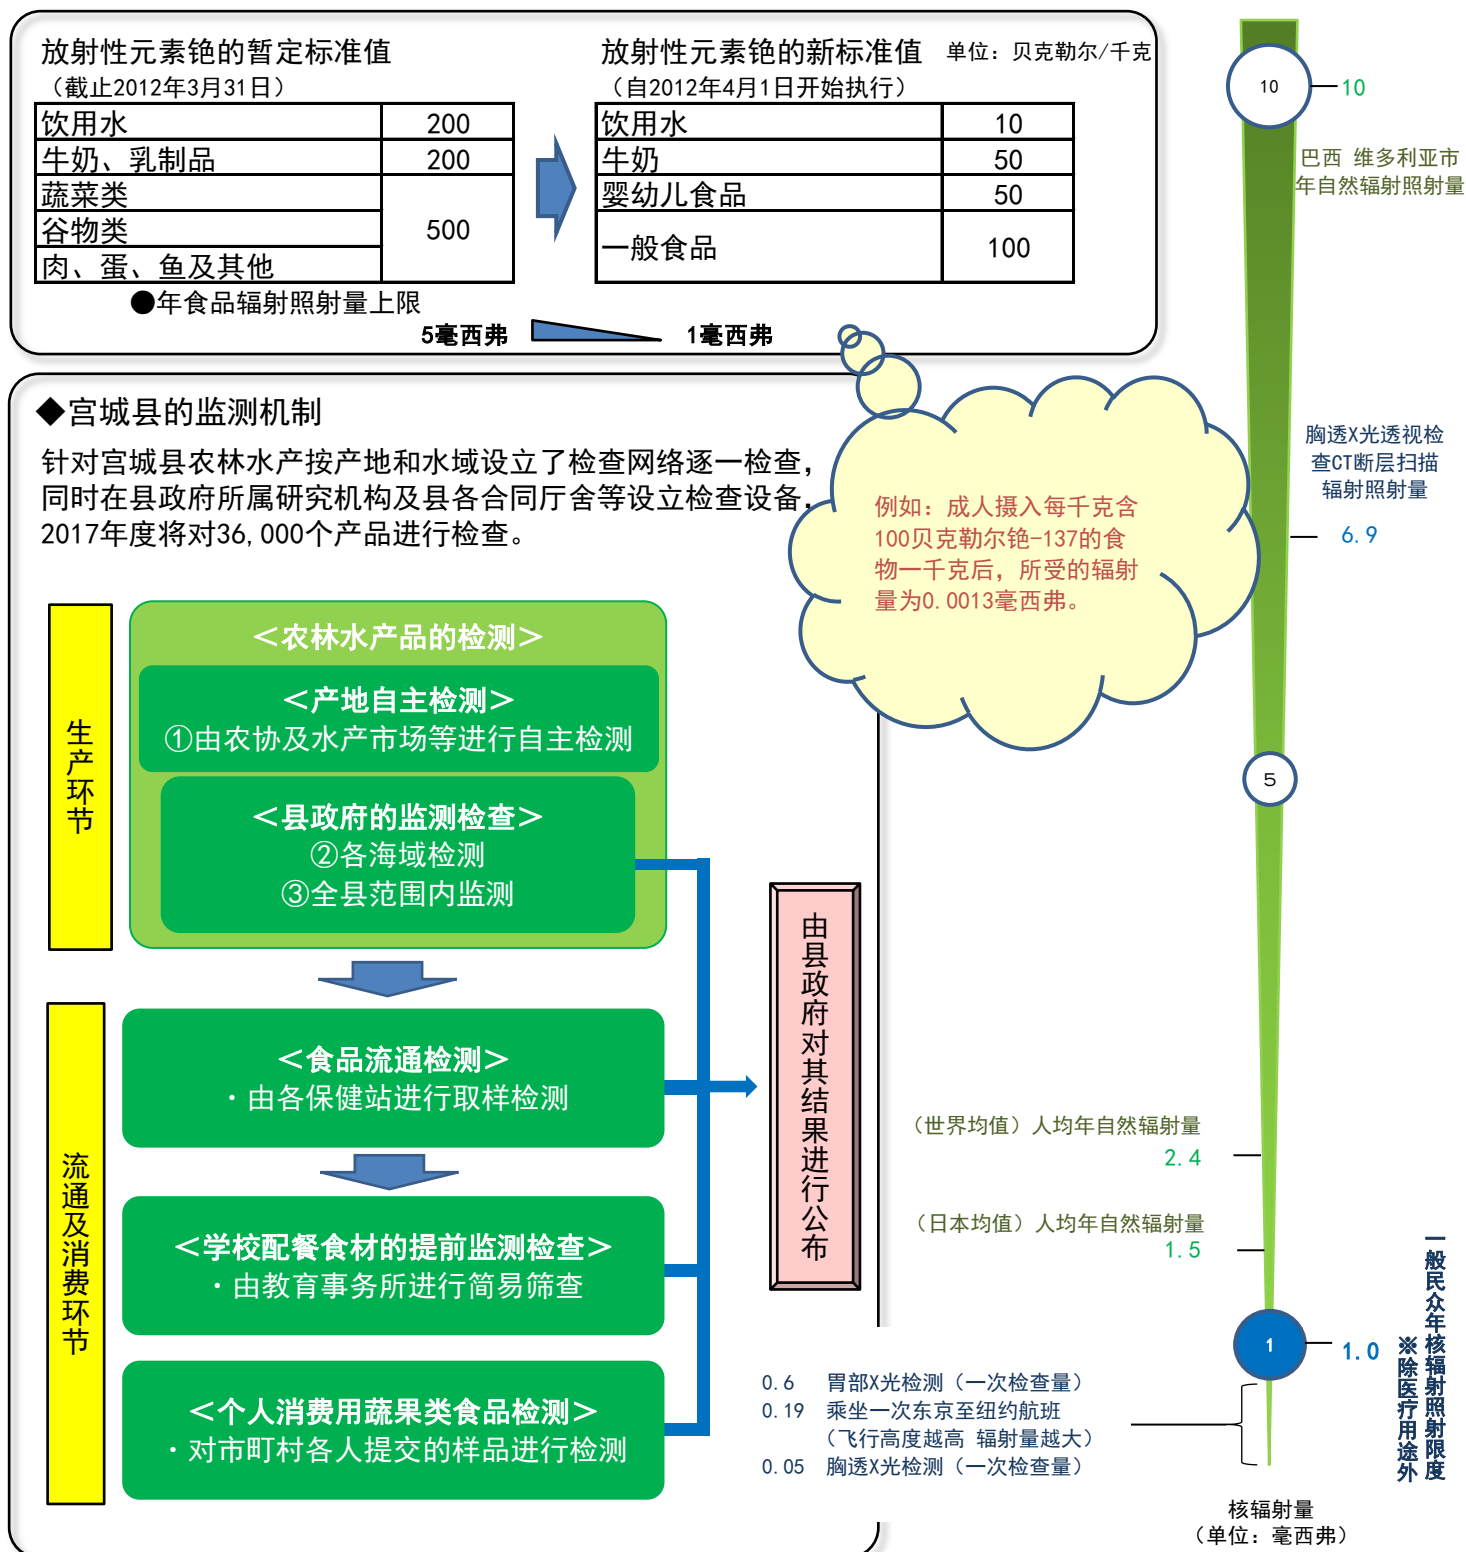 放射性元素铯的暂定标准值
（截止2012年3月31日）
饮用水 200
牛奶、乳制品 200
蔬菜类
谷物类 500
肉、蛋、鱼及其他
放射性元素铯的新标准值 单位：贝克勒尔/千克
（自2012年4月1日开始执行）
饮用水 10
牛奶 50
婴幼儿食品 50
一般食品 100
●年食品辐射照射量上限
5毫西弗 1毫西弗
◆宫城县的监测机制
针对宫城县农林水产按产地和水域设立了检查网络逐一检查，
同时在县政府所属研究机构及县各合同厅舍等设立检查设备，
2017年度将对36,000个产品进行检查。
例如：成人摄入每千克含
100贝克勒尔铯-137的食
物一千克后，所受的辐射
量为0.0013毫西弗。
生产环节
＜农林水产品的检测＞
＜产地自主检测＞
①由农协及水产市场等进行自主检测
＜县政府的监测检查＞
②各海域检测
③全县范围内监测
流通及消费环节
＜食品流通检测＞
・由各保健站进行取样检测
＜学校配餐食材的提前监测检查＞
・由教育事务所进行简易筛查
＜个人消费用蔬果类食品检测＞
・对市町村各人提交的样品进行检测
由县政府对其结果进行公布
10
10
巴西 维多利亚市
年自然辐射照射量
胸透X光透视检
查CT断层扫描
辐射照射量
6.9
5
（世界均值）人均年自然辐射量
2.4
（日本均值）人均年自然辐射量
1.5
1
1.0
一般民众年核辐射照射限度
※除医疗用途外
0.6 胃部X光检测（一次检查量）
0.19 乘坐一次东京至纽约航班
（飞行高度越高 辐射量越大）
0.05 胸透X光检测（一次检查量）
核辐射量
（单位：毫西弗）